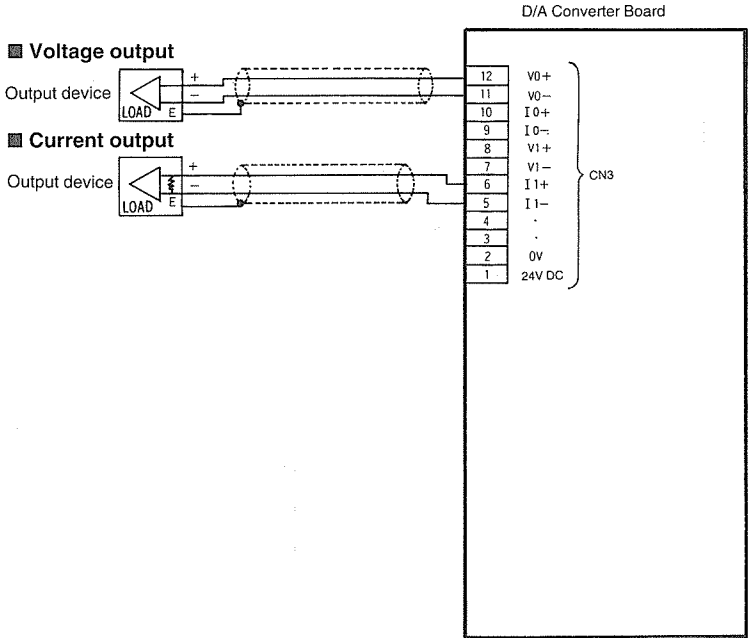 D/A Converter Board
■ Voltage output
Output device
+
−
LOAD E
■ Current output
Output device
+
−
LOAD E
12 V0+
11 V0−
10 I0+
9 I0−
8 V1+
7 V1−
6 I1+
5 I1−
4 ·
3 ·
2 0V
1 24V DC
CN3